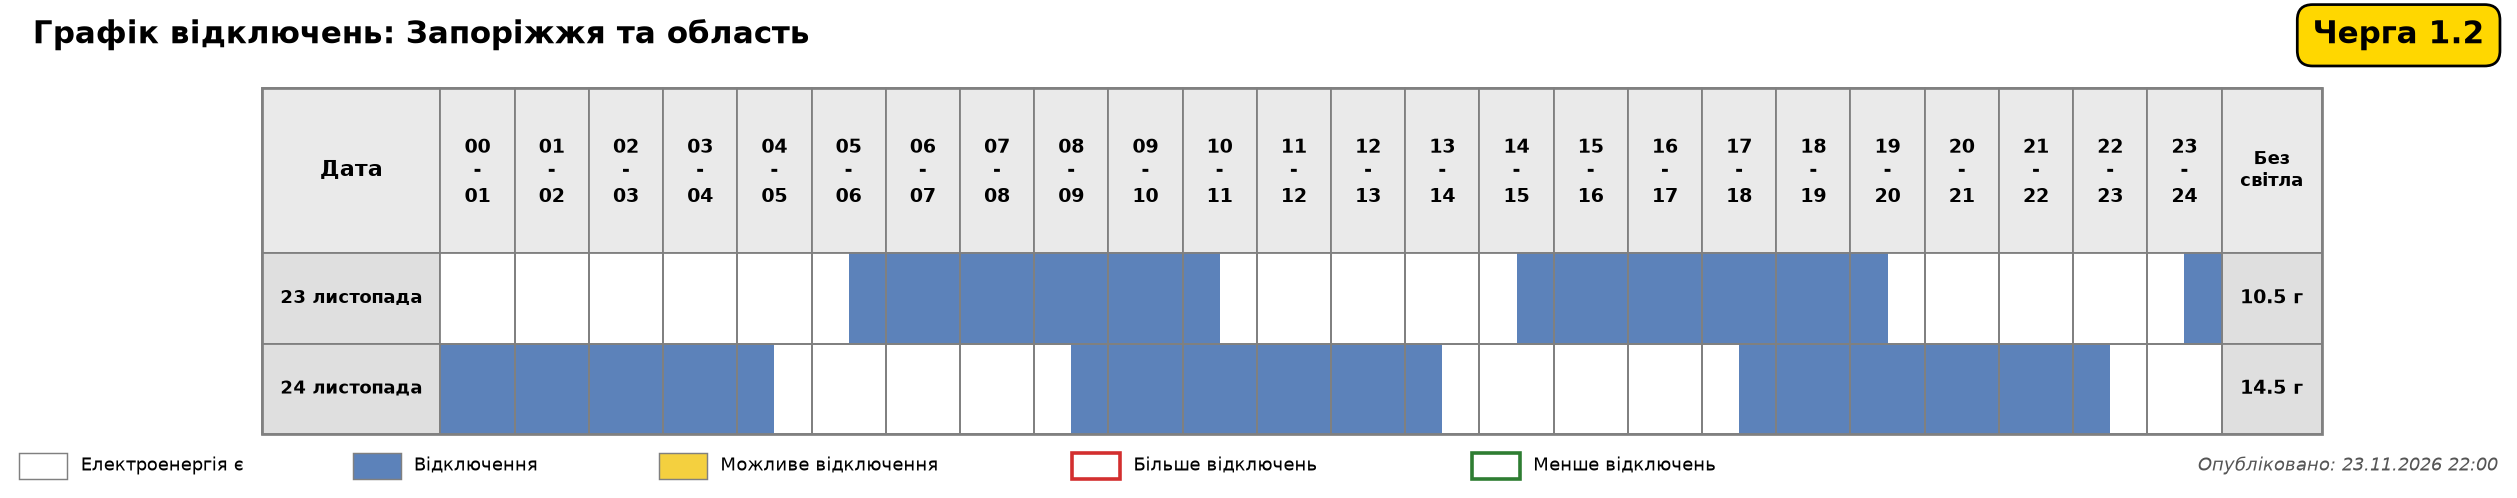 Графік відключень: Запоріжжя та область
Черга 1.2
Дата
00 - 01
01 - 02
02 - 03
03 - 04
04 - 05
05 - 06
06 - 07
07 - 08
08 - 09
09 - 10
10 - 11
11 - 12
12 - 13
13 - 14
14 - 15
15 - 16
16 - 17
17 - 18
18 - 19
19 - 20
20 - 21
21 - 22
22 - 23
23 - 24
Без
світла
23 листопада
10.5 г
24 листопада
14.5 г
Електроенергія є
Відключення
Можливе відключення
Більше відключень
Менше відключень
Опубліковано: 23.11.2026 22:00